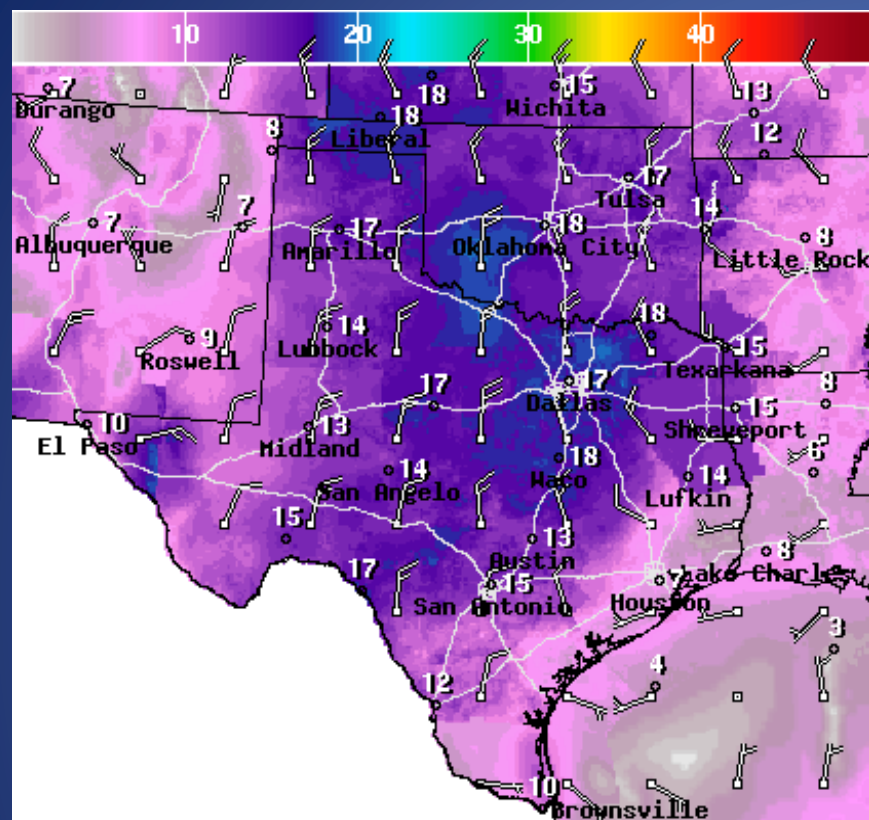 10 20 30 40
7
Durango
18
15
Wichita
13
18
Liberal
8
12
17
Tulsa
7
Albuquerque
7
17
Amarillo
18
Oklahoma City
14
8
Little Rock
9
Roswell
14
Lubbock
18
15
Texarkana
17
17
Dallas
15
Shreveport
8
10
El Paso
13
Midland
14
San Angelo
18
Waco
14
Lufkin
6
15
13
Austin
8
Lake Charles
17
15
San Antonio
7
Houston
3
4
12
10
Brownsville